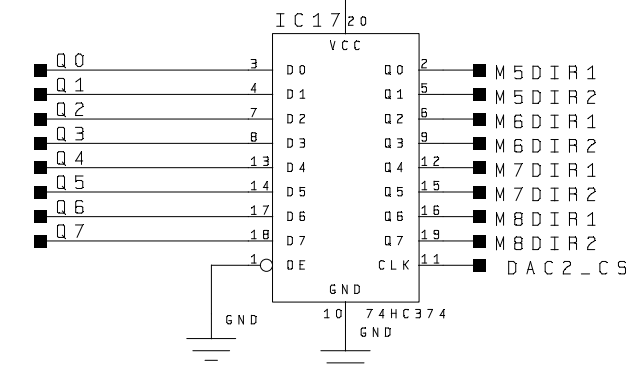 IC17 20
VCC
Q0 3 D0 Q0 2 M5DIR1
Q1 4 D1 Q1 5 M5DIR2
Q2 7 D2 Q2 6 M6DIR1
Q3 8 D3 Q3 9 M6DIR2
Q4 13 D4 Q4 12 M7DIR1
Q5 14 D5 Q5 15 M7DIR2
Q6 17 D6 Q6 16 M8DIR1
Q7 18 D7 Q7 19 M8DIR2
1 OE CLK 11 DAC2_CS
GND
GND 10 74HC374
GND